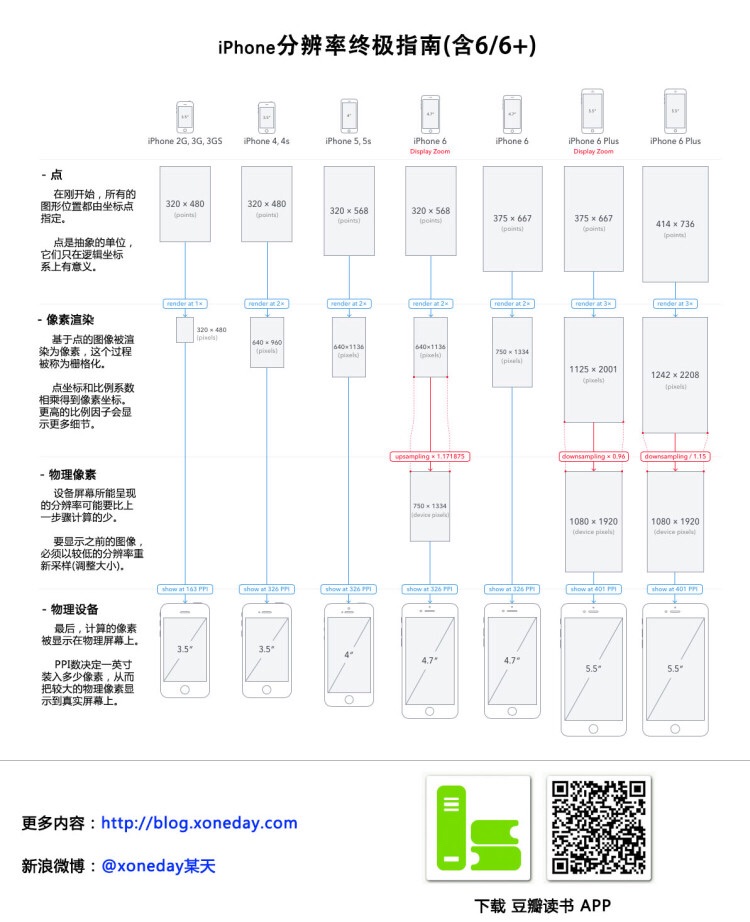 iPhone分辨率终极指南(含6/6+)
3.5"
3.5"
4"
4.7"
4.7"
5.5"
5.5"
iPhone 2G, 3G, 3GS
iPhone 4, 4s
iPhone 5, 5s
iPhone 6
Display Zoom
iPhone 6
iPhone 6 Plus
Display Zoom
iPhone 6 Plus
- 点
在刚开始，所有的
图形位置都由坐标点
指定。
点是抽象的单位，
它们只在逻辑坐标
系上有意义。
320 × 480
(points)
320 × 480
(points)
320 × 568
(points)
320 × 568
(points)
375 × 667
(points)
375 × 667
(points)
414 × 736
(points)
render at 1×
render at 2×
render at 2×
render at 2×
render at 2×
render at 3×
render at 3×
- 像素渲染
基于点的图像被渲
染为像素，这个过程
被称为栅格化。
点坐标和比例系数
相乘得到像素坐标。
更高的比例因子会显
示更多细节。
320 × 480
(pixels)
640 × 960
(pixels)
640×1136
(pixels)
640×1136
(pixels)
750 × 1334
(pixels)
1125 × 2001
(pixels)
1242 × 2208
(pixels)
upsampling × 1.171875
downsampling × 0.96
downsampling / 1.15
- 物理像素
设备屏幕所能呈现
的分辨率可能要比上
一步骤计算的少。
要显示之前的图像，
必须以较低的分辨率重
新采样(调整大小)。
750 × 1334
(device pixels)
1080 × 1920
(device pixels)
1080 × 1920
(device pixels)
show at 163 PPI
show at 326 PPI
show at 326 PPI
show at 326 PPI
show at 326 PPI
show at 401 PPI
show at 401 PPI
- 物理设备
最后，计算的像素
被显示在物理屏幕上。
PPI数决定一英寸
装入多少像素，从而
把较大的物理像素显
示到真实屏幕上。
3.5"
3.5"
4"
4.7"
4.7"
5.5"
5.5"
更多内容：http://blog.xoneday.com
新浪微博：@xoneday某天
下载 豆瓣读书 APP